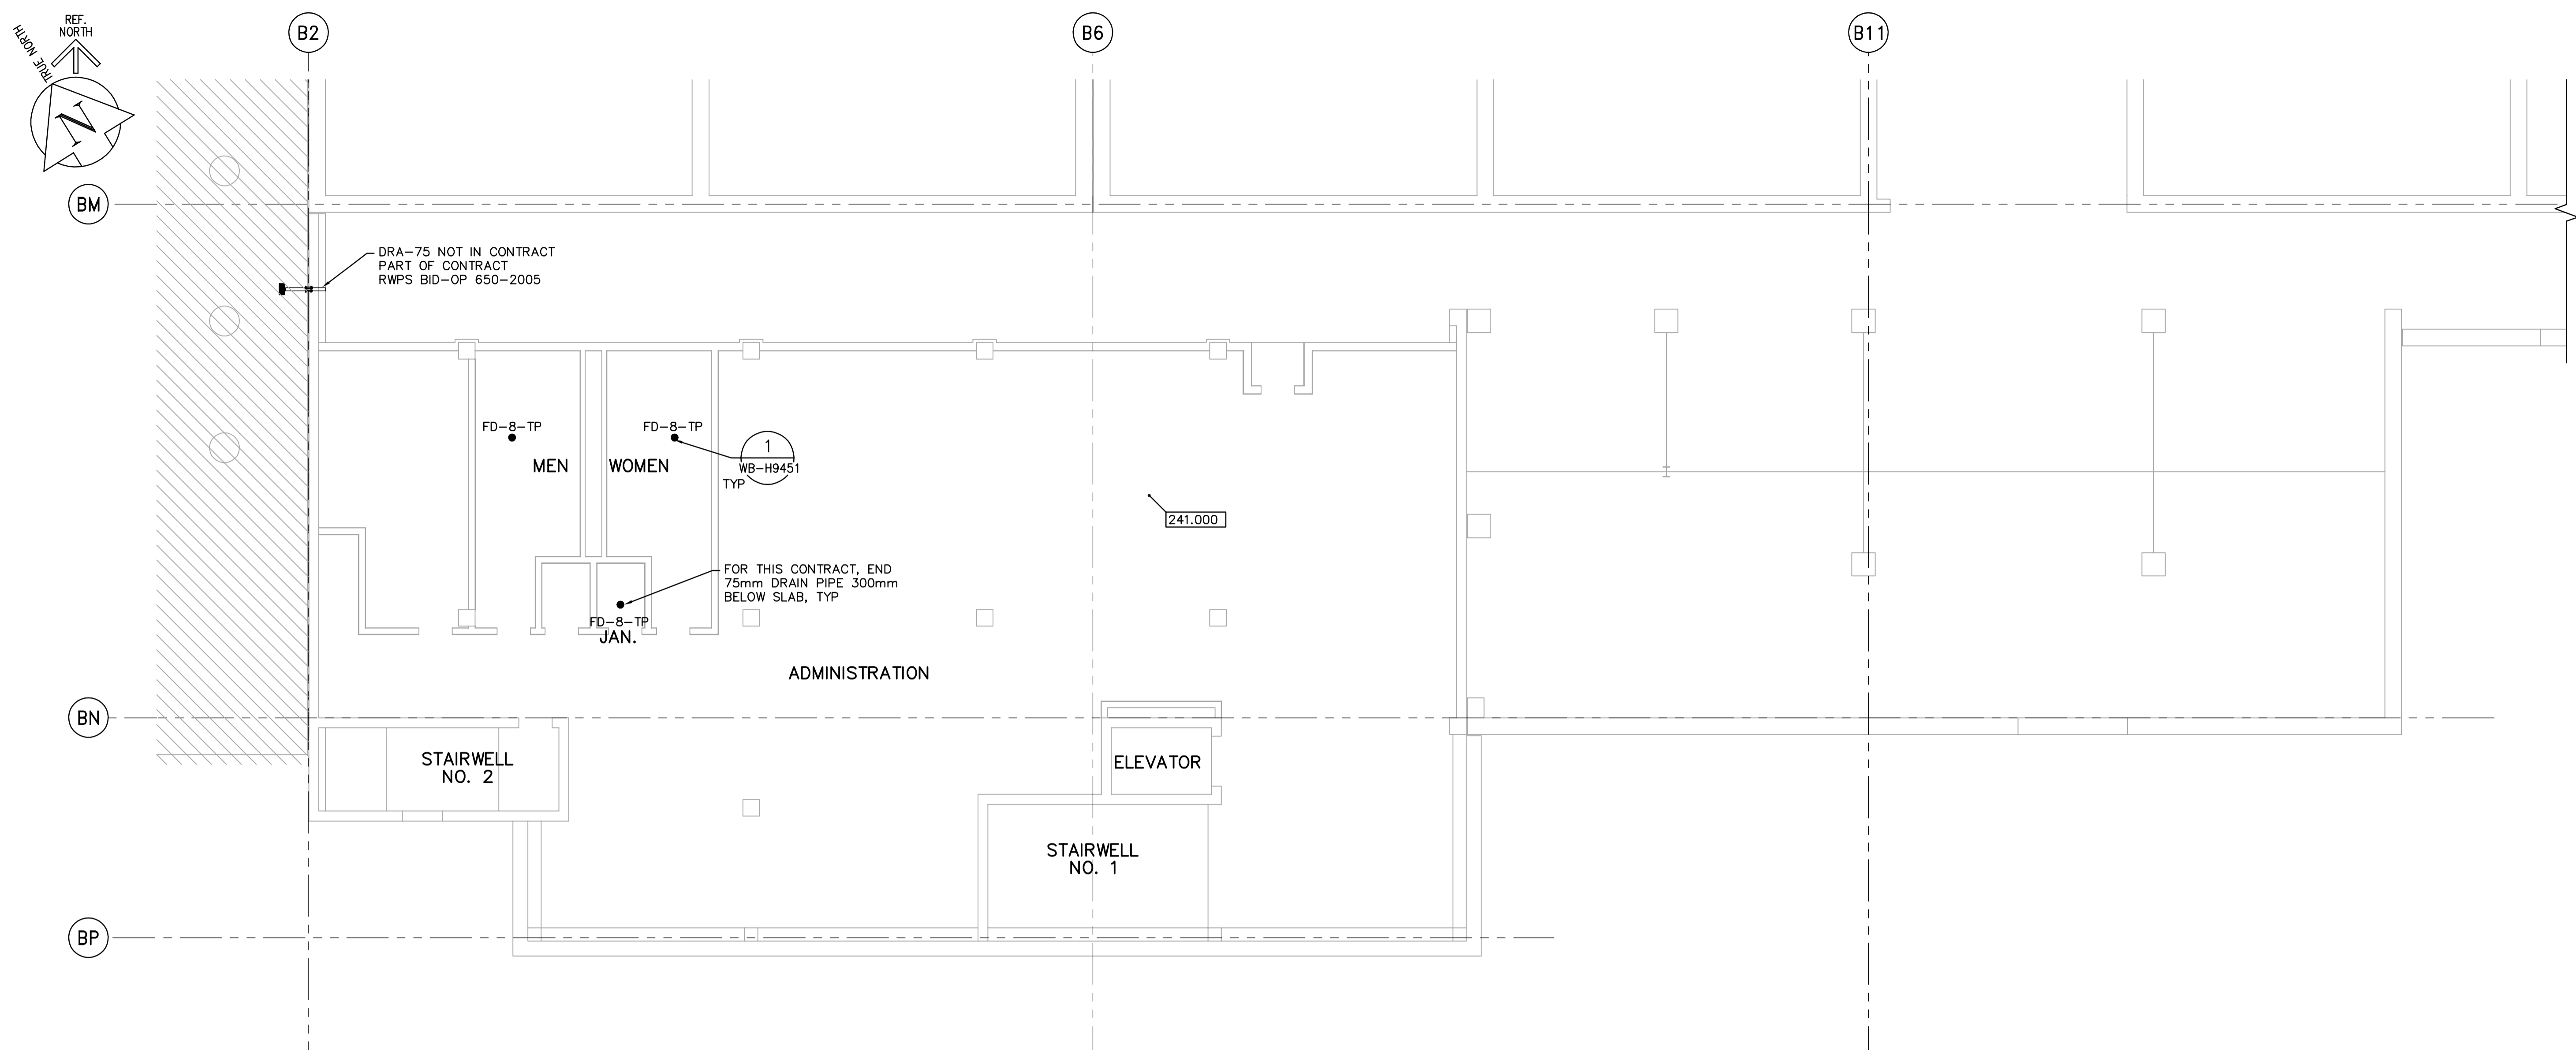 REF.
NORTH
TRUE NORTH
N
B2
B6
B11
BM
DRA-75 NOT IN CONTRACT
PART OF CONTRACT
RWPS BID-OP 650-2005
FD-8-TP
FD-8-TP
1
WB-H9451
TYP
MEN
WOMEN
241.000
FOR THIS CONTRACT, END
75mm DRAIN PIPE 300mm
BELOW SLAB, TYP
FD-8-TP
JAN.
ADMINISTRATION
BN
STAIRWELL
NO. 2
ELEVATOR
STAIRWELL
NO. 1
BP